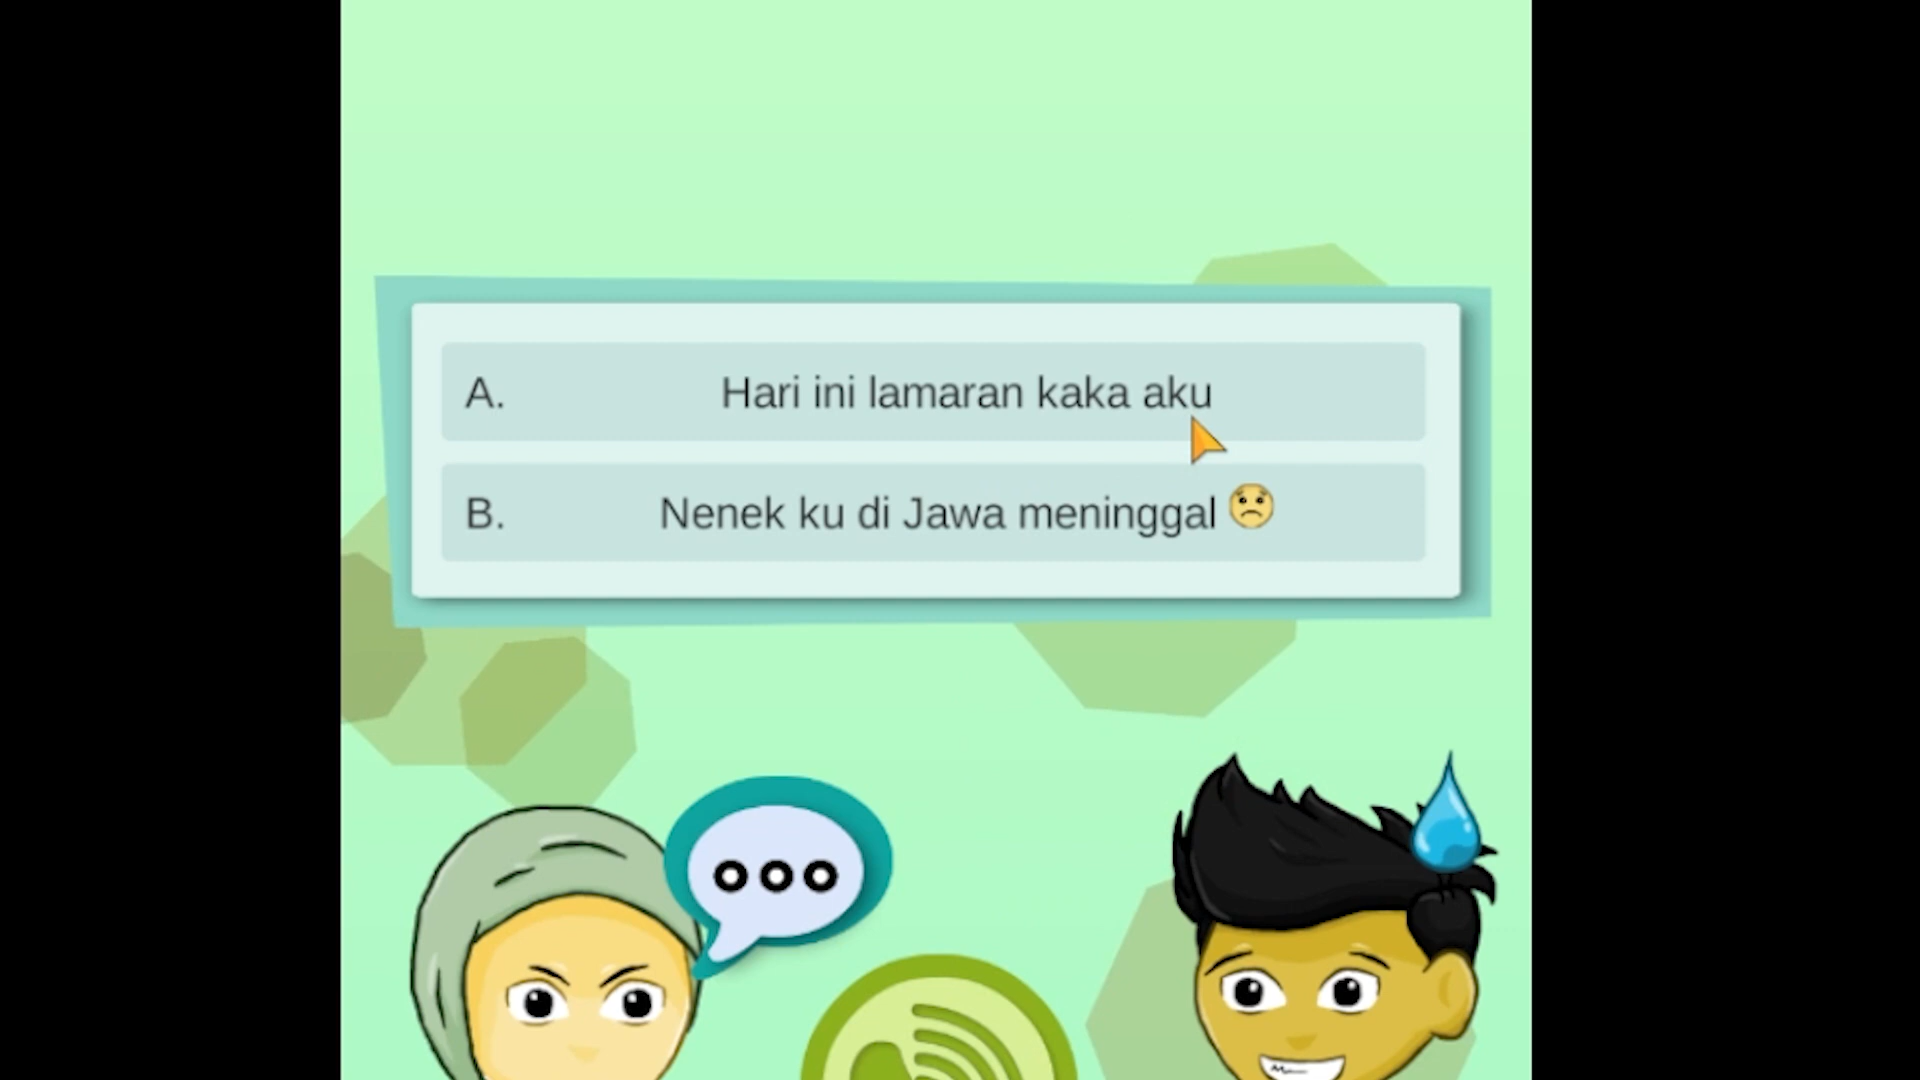 A. Hari ini lamaran kaka aku
B. Nenek ku di Jawa meninggal 😟